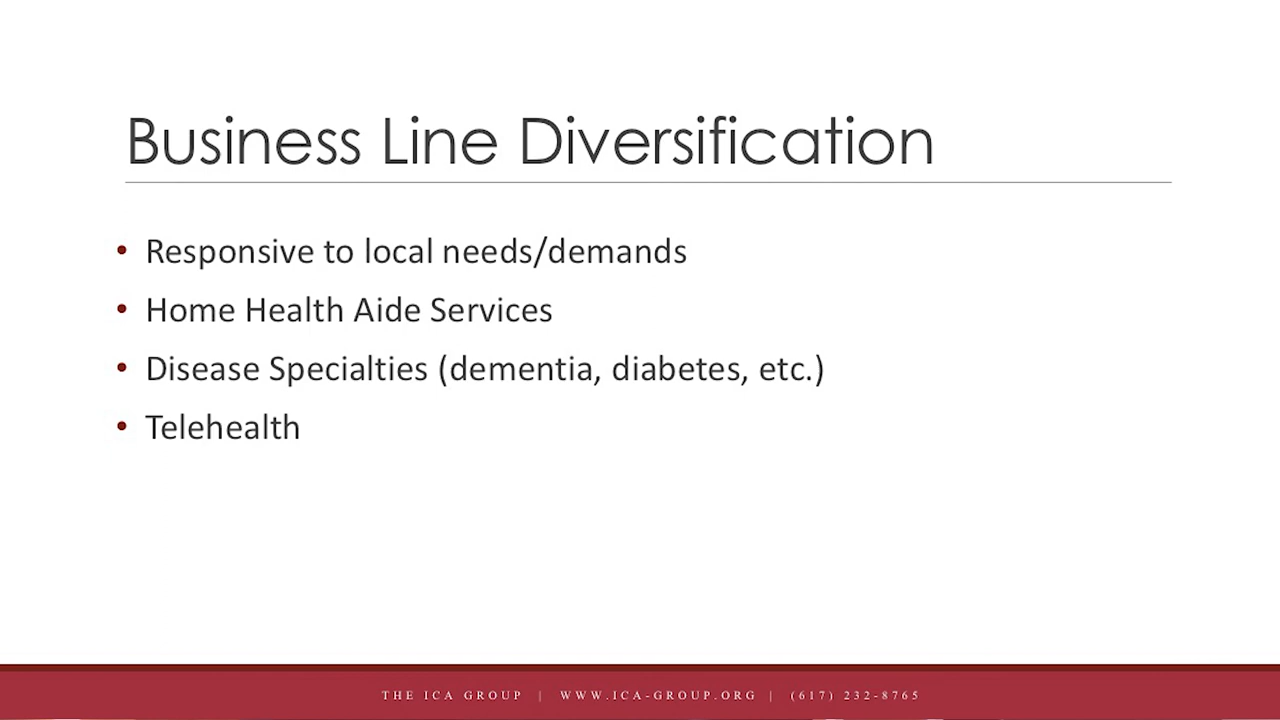 Business Line Diversification
• Responsive to local needs/demands
• Home Health Aide Services
• Disease Specialties (dementia, diabetes, etc.)
• Telehealth
THE ICA GROUP | WWW.ICA-GROUP.ORG | (617) 232-8765